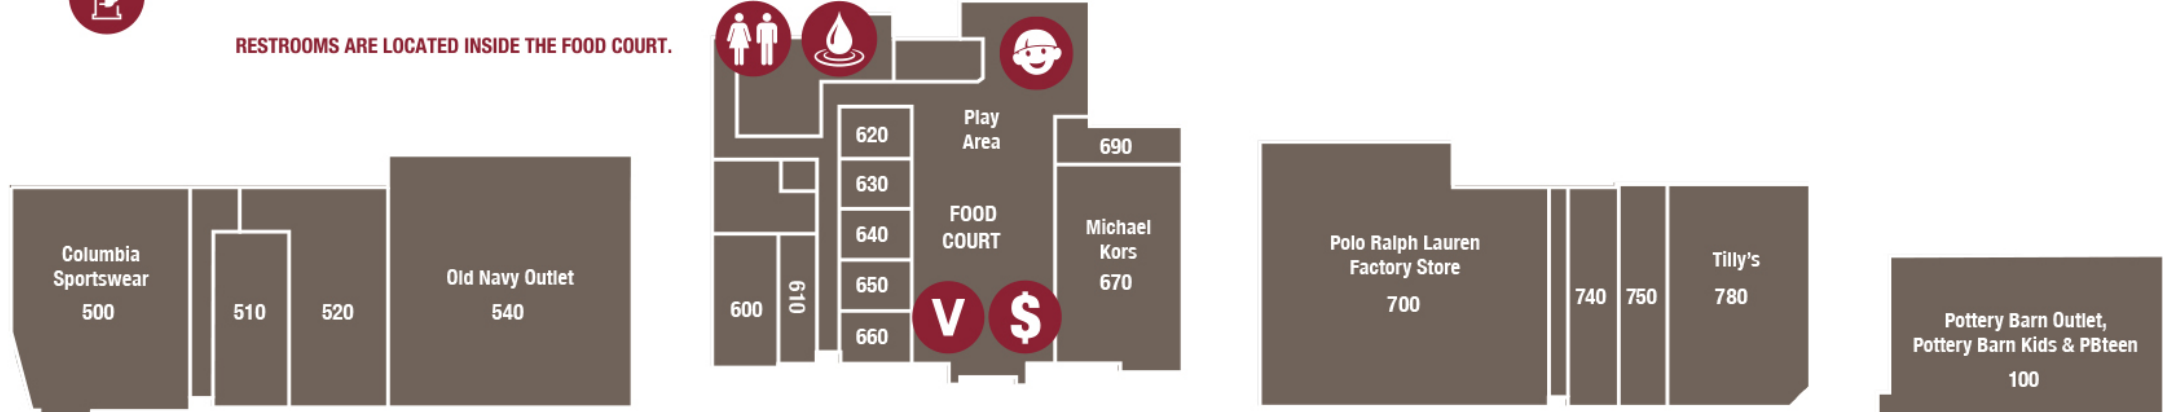 RESTROOMS ARE LOCATED INSIDE THE FOOD COURT.
Columbia
Sportswear
500
510
520
Old Navy Outlet
540
600
610
620
630
640
650
660
Play
Area
FOOD
COURT
V
$
690
Michael
Kors
670
Polo Ralph Lauren
Factory Store
700
740
750
Tilly's
780
Pottery Barn Outlet,
Pottery Barn Kids & PBteen
100